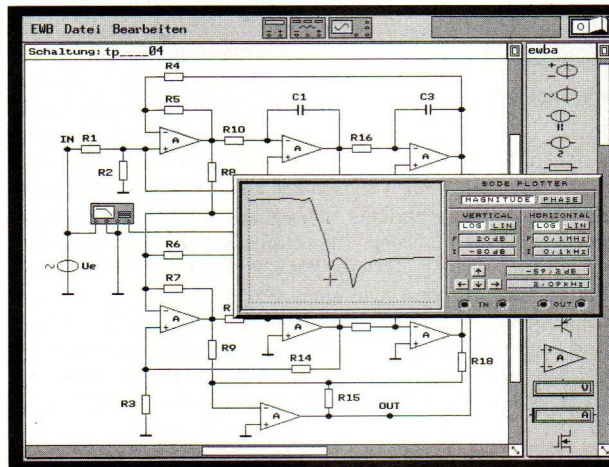 EWB Datei Bearbeiten
Schaltung: tp____04
ewba
R4
R5
C1
C3
IN R1
R10
R16
A
A
A
R2
R8
BODE PLOTTER
MAGNITUDE PHASE
VERTICAL HORIZONTAL
LOG LIN LOG LIN
F 20dB F 0,1MHz
I -80dB I 0,1kHz
-59,2dB
2,09kHz
IN OUT
R6
Ue
R7
A
A
A
R9
R14
R18
R3
R15
OUT
A
V
A